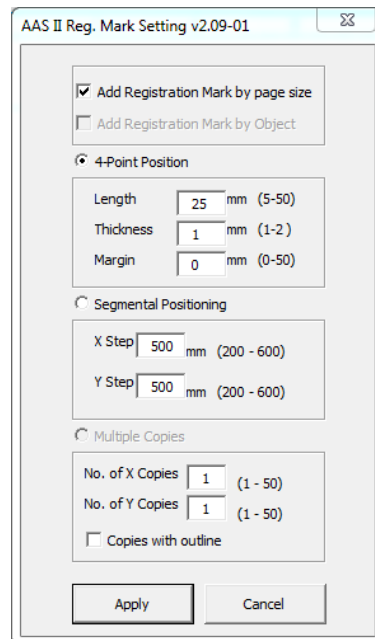 AAS II Reg. Mark Setting v2.09-01
Add Registration Mark by page size
Add Registration Mark by Object
4-Point Position
Length 25 mm (5-50)
Thickness 1 mm (1-2 )
Margin 0 mm (0-50)
Segmental Positioning
X Step 500 mm (200 - 600)
Y Step 500 mm (200 - 600)
Multiple Copies
No. of X Copies 1 (1 - 50)
No. of Y Copies 1 (1 - 50)
Copies with outline
Apply Cancel